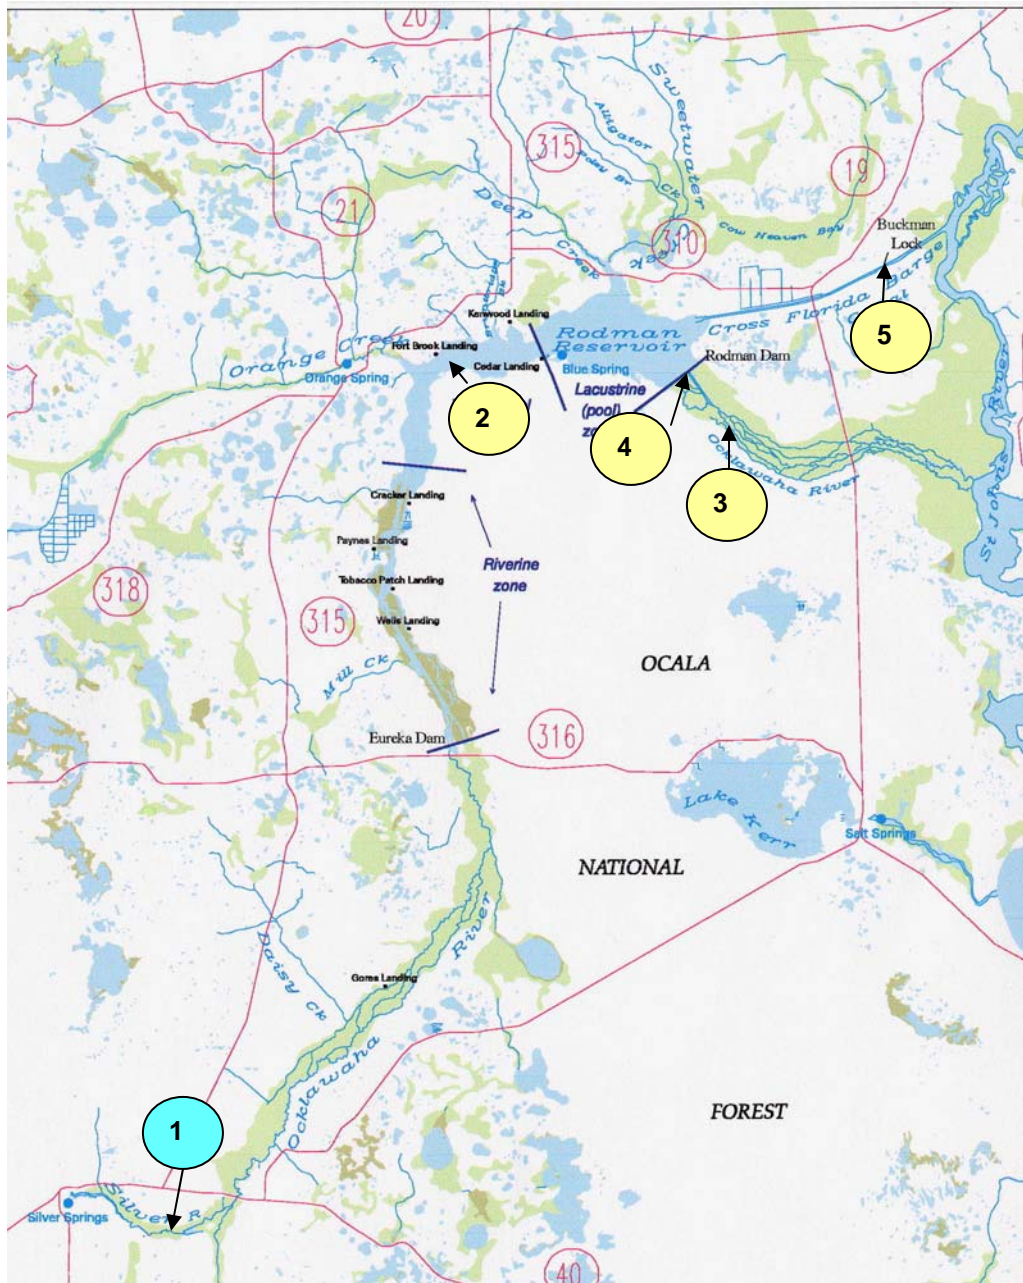 20
315
Sweetwater
Alligator
Ck
19
21
Deep
Creek
Creek
310
Cow Heaven Bay
Buckman
Lock
Cross Florida Barge
5
Kenwood Landing
Rodman
Reservoir
Fort Brook Landing
Orange Creek
Orange Spring
Cedar Landing
Blue Spring
Rodman Dam
2
Lacustrine
(pool)
4
3
Ocklawaha River
St Johns River
Cracker Landing
Paynes Landing
Riverine
zone
318
Tobacco Patch Landing
315
Wells Landing
Mill Ck
OCALA
Eureka Dam
316
Lake
Kerr
Salt Springs
NATIONAL
River
Daisy Ck
Gores Landing
Ocklawaha
1
FOREST
Silver R
Silver Springs
40